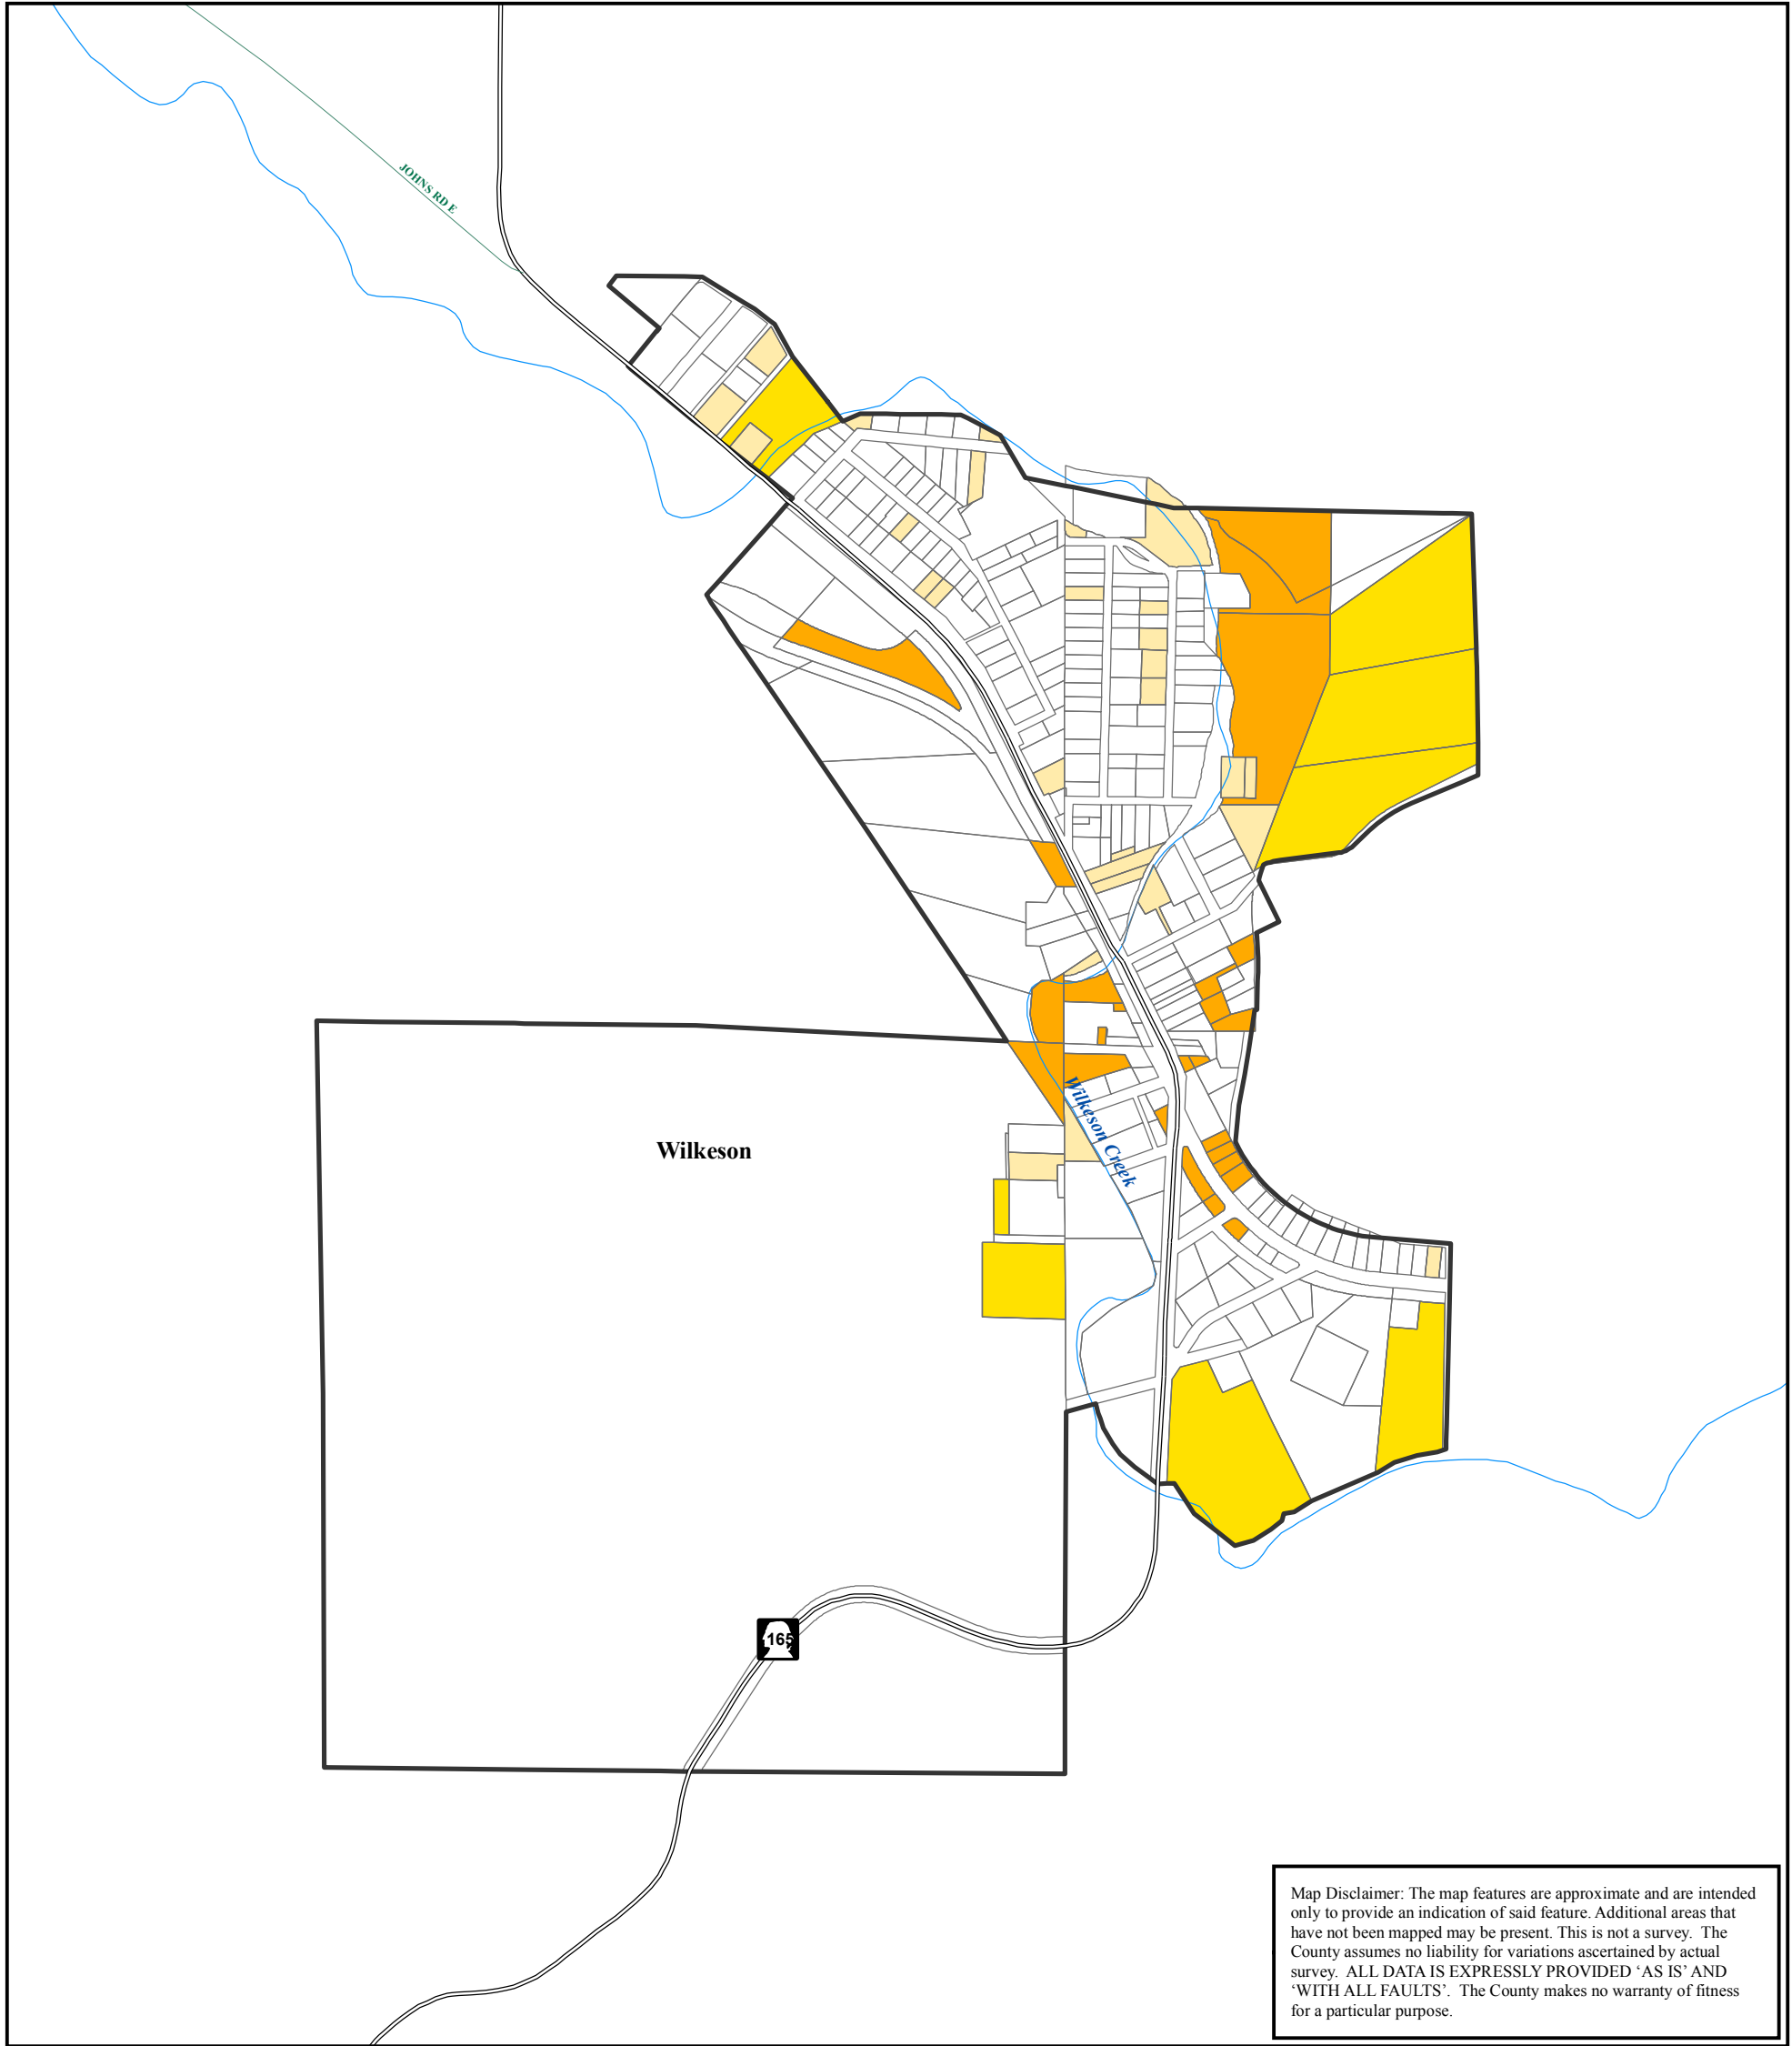 JOHNS RD E
Wilkeson Creek
Wilkeson
165
Map Disclaimer: The map features are approximate and are intended
only to provide an indication of said feature. Additional areas that
have not been mapped may be present. This is not a survey. The
County assumes no liability for variations ascertained by actual
survey. ALL DATA IS EXPRESSLY PROVIDED ‘AS IS’ AND
‘WITH ALL FAULTS’. The County makes no warranty of fitness
for a particular purpose.